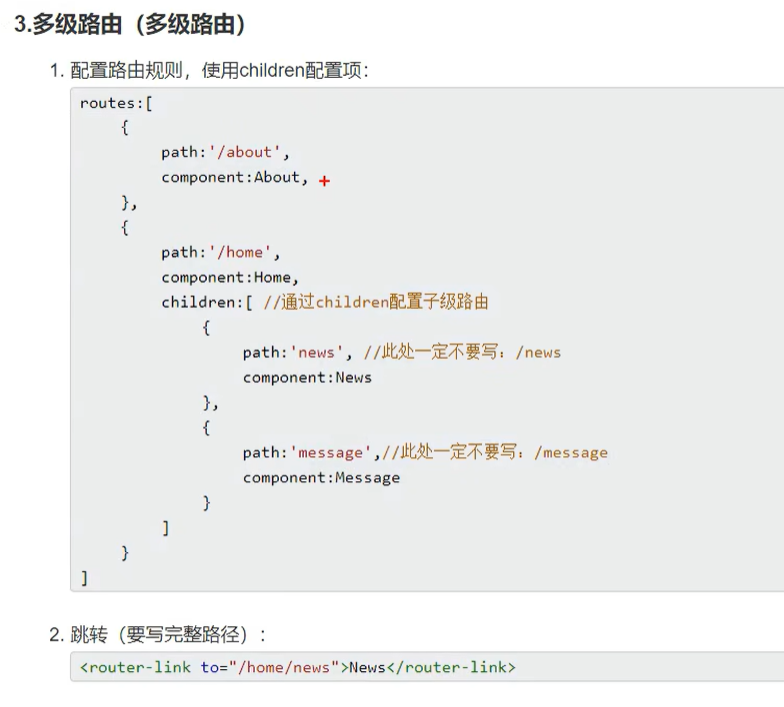 3.多级路由（多级路由）
1. 配置路由规则，使用children配置项：
routes:[
{
path:'/about',
component:About,
},
{
path:'/home',
component:Home,
children:[ //通过children配置子级路由
{
path:'news', //此处一定不要写：/news
component:News
},
{
path:'message',//此处一定不要写：/message
component:Message
}
]
}
]
2. 跳转（要写完整路径）：
<router-link to="/home/news">News</router-link>